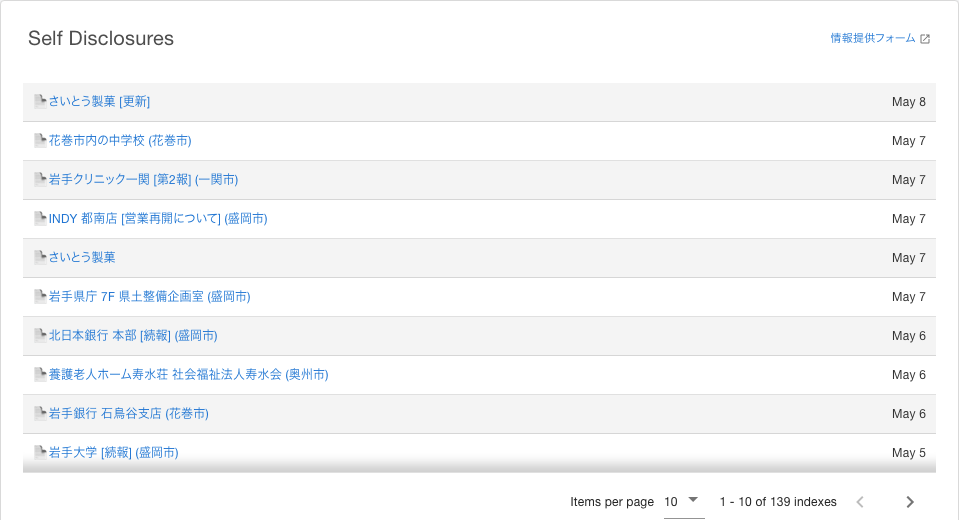 Self Disclosures
情報提供フォーム
さいとう製菓 [更新] May 8
花巻市内の中学校 (花巻市) May 7
岩手クリニック一関 [第2報] (一関市) May 7
INDY 都南店 [営業再開について] (盛岡市) May 7
さいとう製菓 May 7
岩手県庁 7F 県土整備企画室 (盛岡市) May 7
北日本銀行 本部 [続報] (盛岡市) May 6
養護老人ホーム寿水荘 社会福祉法人寿水会 (奥州市) May 6
岩手銀行 石鳥谷支店 (花巻市) May 6
岩手大学 [続報] (盛岡市) May 5
Items per page 10 1 - 10 of 139 indexes